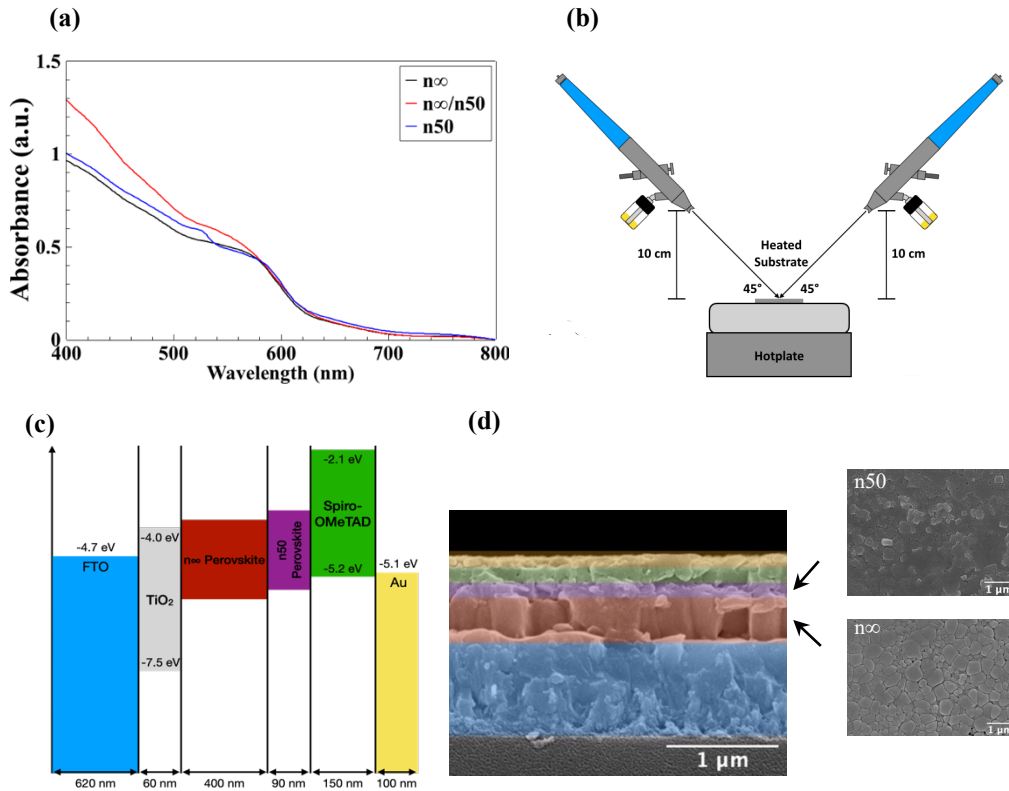 (a)
1.5
1
0.5
0
Absorbance (a.u.)
n∞
n∞/n50
n50
400
500
600
700
800
Wavelength (nm)
(b)
10 cm
Heated
Substrate
10 cm
45°
45°
Hotplate
(c)
-4.7 eV
FTO
-4.0 eV
TiO₂
-7.5 eV
n∞ Perovskite
n50
Perovskite
-2.1 eV
Spiro-
OMeTAD
-5.2 eV
-5.1 eV
Au
620 nm
60 nm
400 nm
90 nm
150 nm
100 nm
(d)
1 μm
n50
1 μm
n∞
1 μm